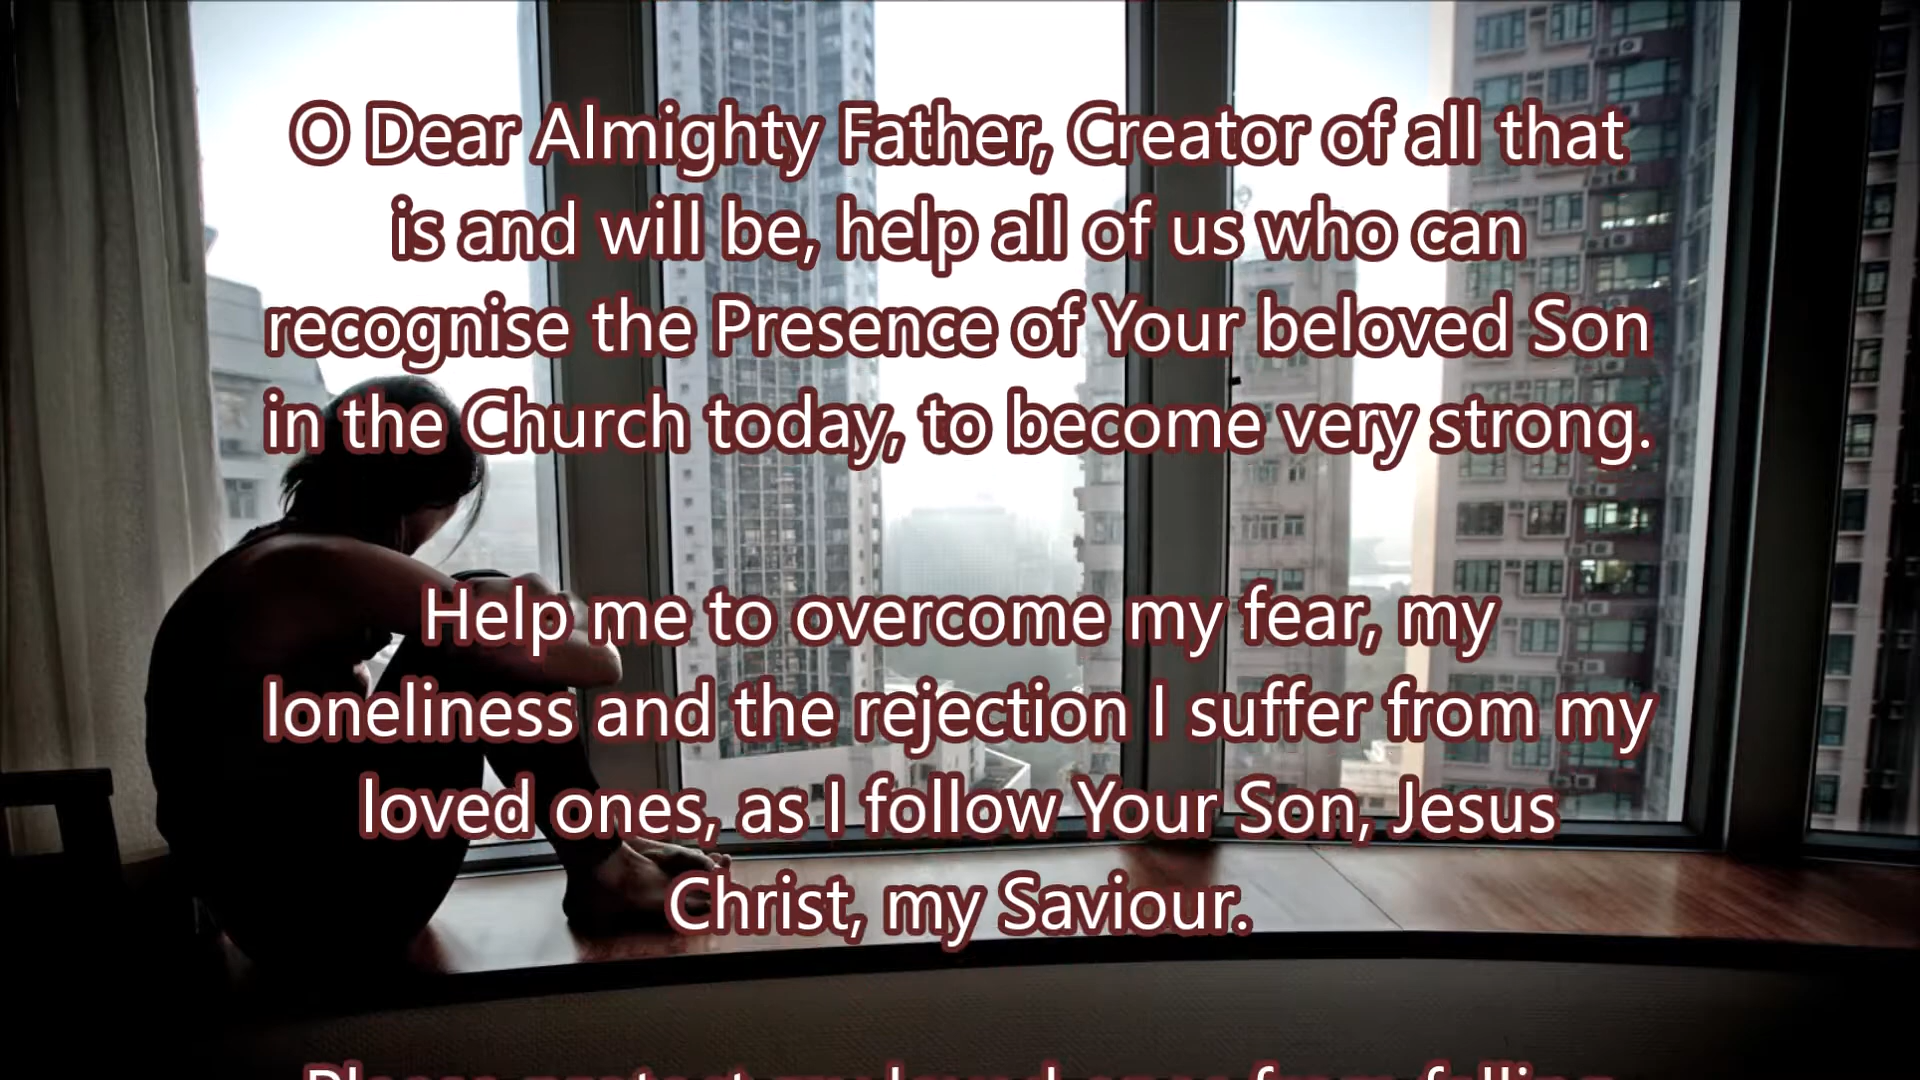 O Dear Almighty Father, Creator of all that
is and will be, help all of us who can
recognise the Presence of Your beloved Son
in the Church today, to become very strong.
Help me to overcome my fear, my
loneliness and the rejection I suffer from my
loved ones, as I follow Your Son, Jesus
Christ, my Saviour.